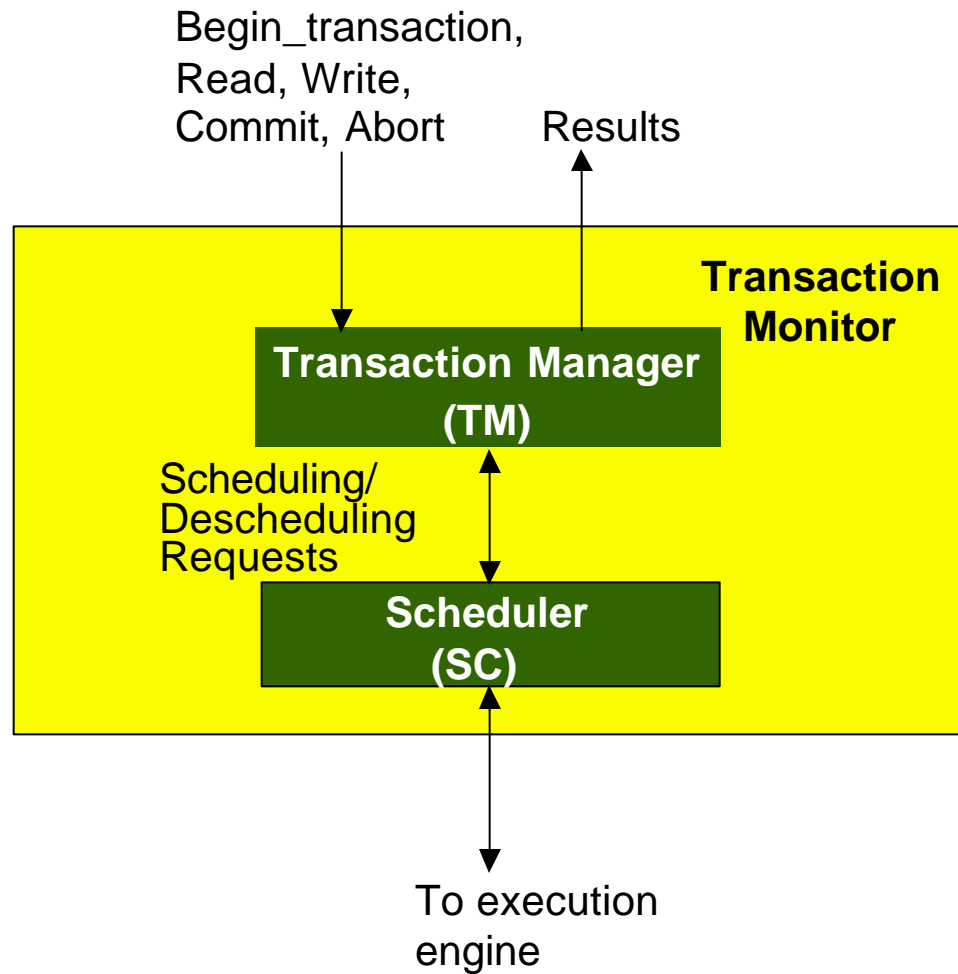 Begin_transaction,
Read, Write,
Commit, Abort
Results
Transaction
Monitor
Transaction Manager
(TM)
Scheduling/
Descheduling
Requests
Scheduler
(SC)
To execution
engine